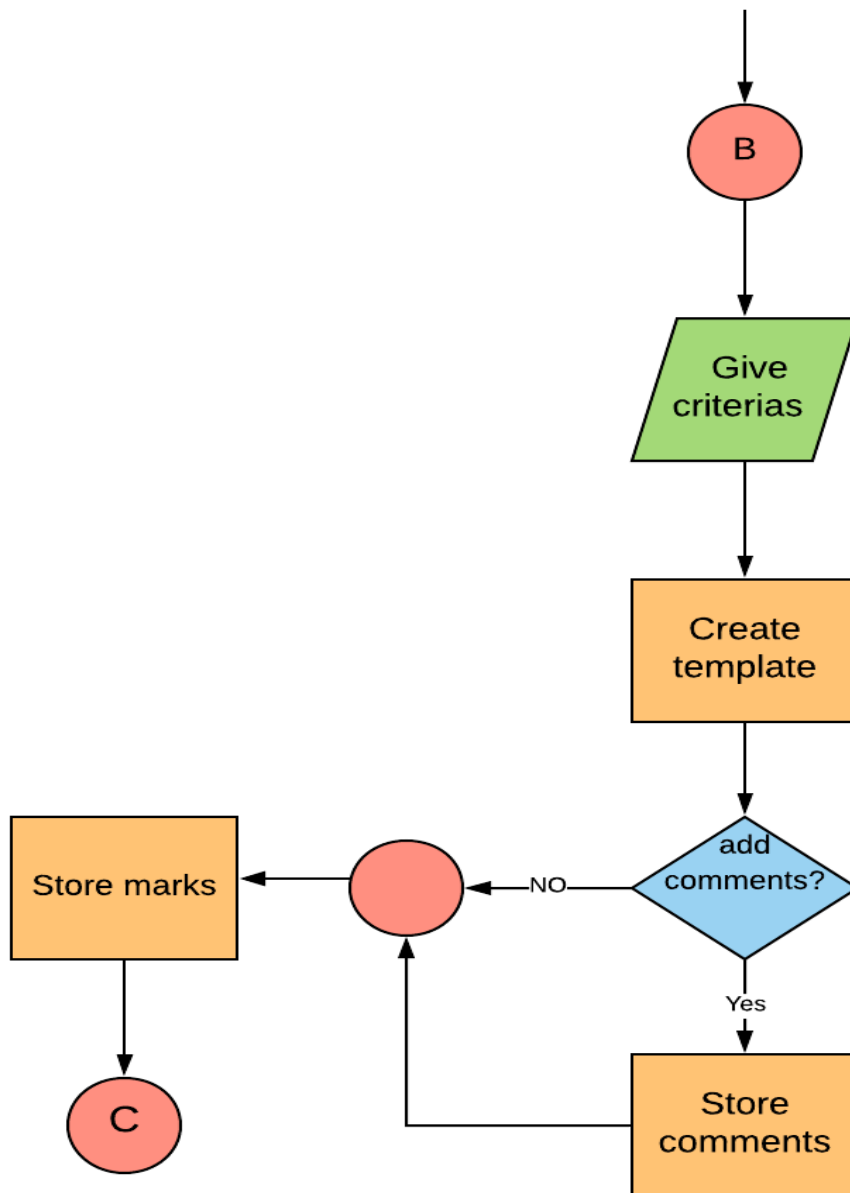 B
Give
criterias
Create
template
add
comments?
NO
Store marks
Yes
C
Store
comments